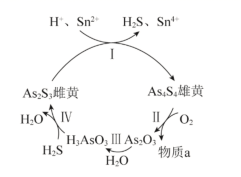 H⁺、Sn²⁺ H₂S、Sn⁴⁺
Ⅰ
As₂S₃雌黄 As₄S₄雄黄
H₂O Ⅳ Ⅱ O₂
H₃AsO₃ Ⅲ As₂O₃
H₂S H₂O 物质a